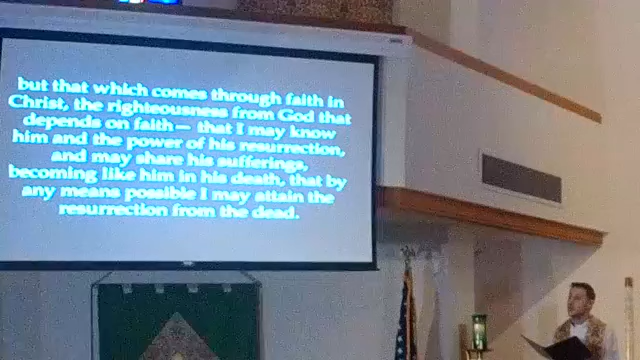 but that which comes through faith in
Christ, the righteousness from God that
depends on faith— that I may know
him and the power of his resurrection,
and may share his sufferings,
becoming like him in his death, that by
any means possible I may attain the
resurrection from the dead.